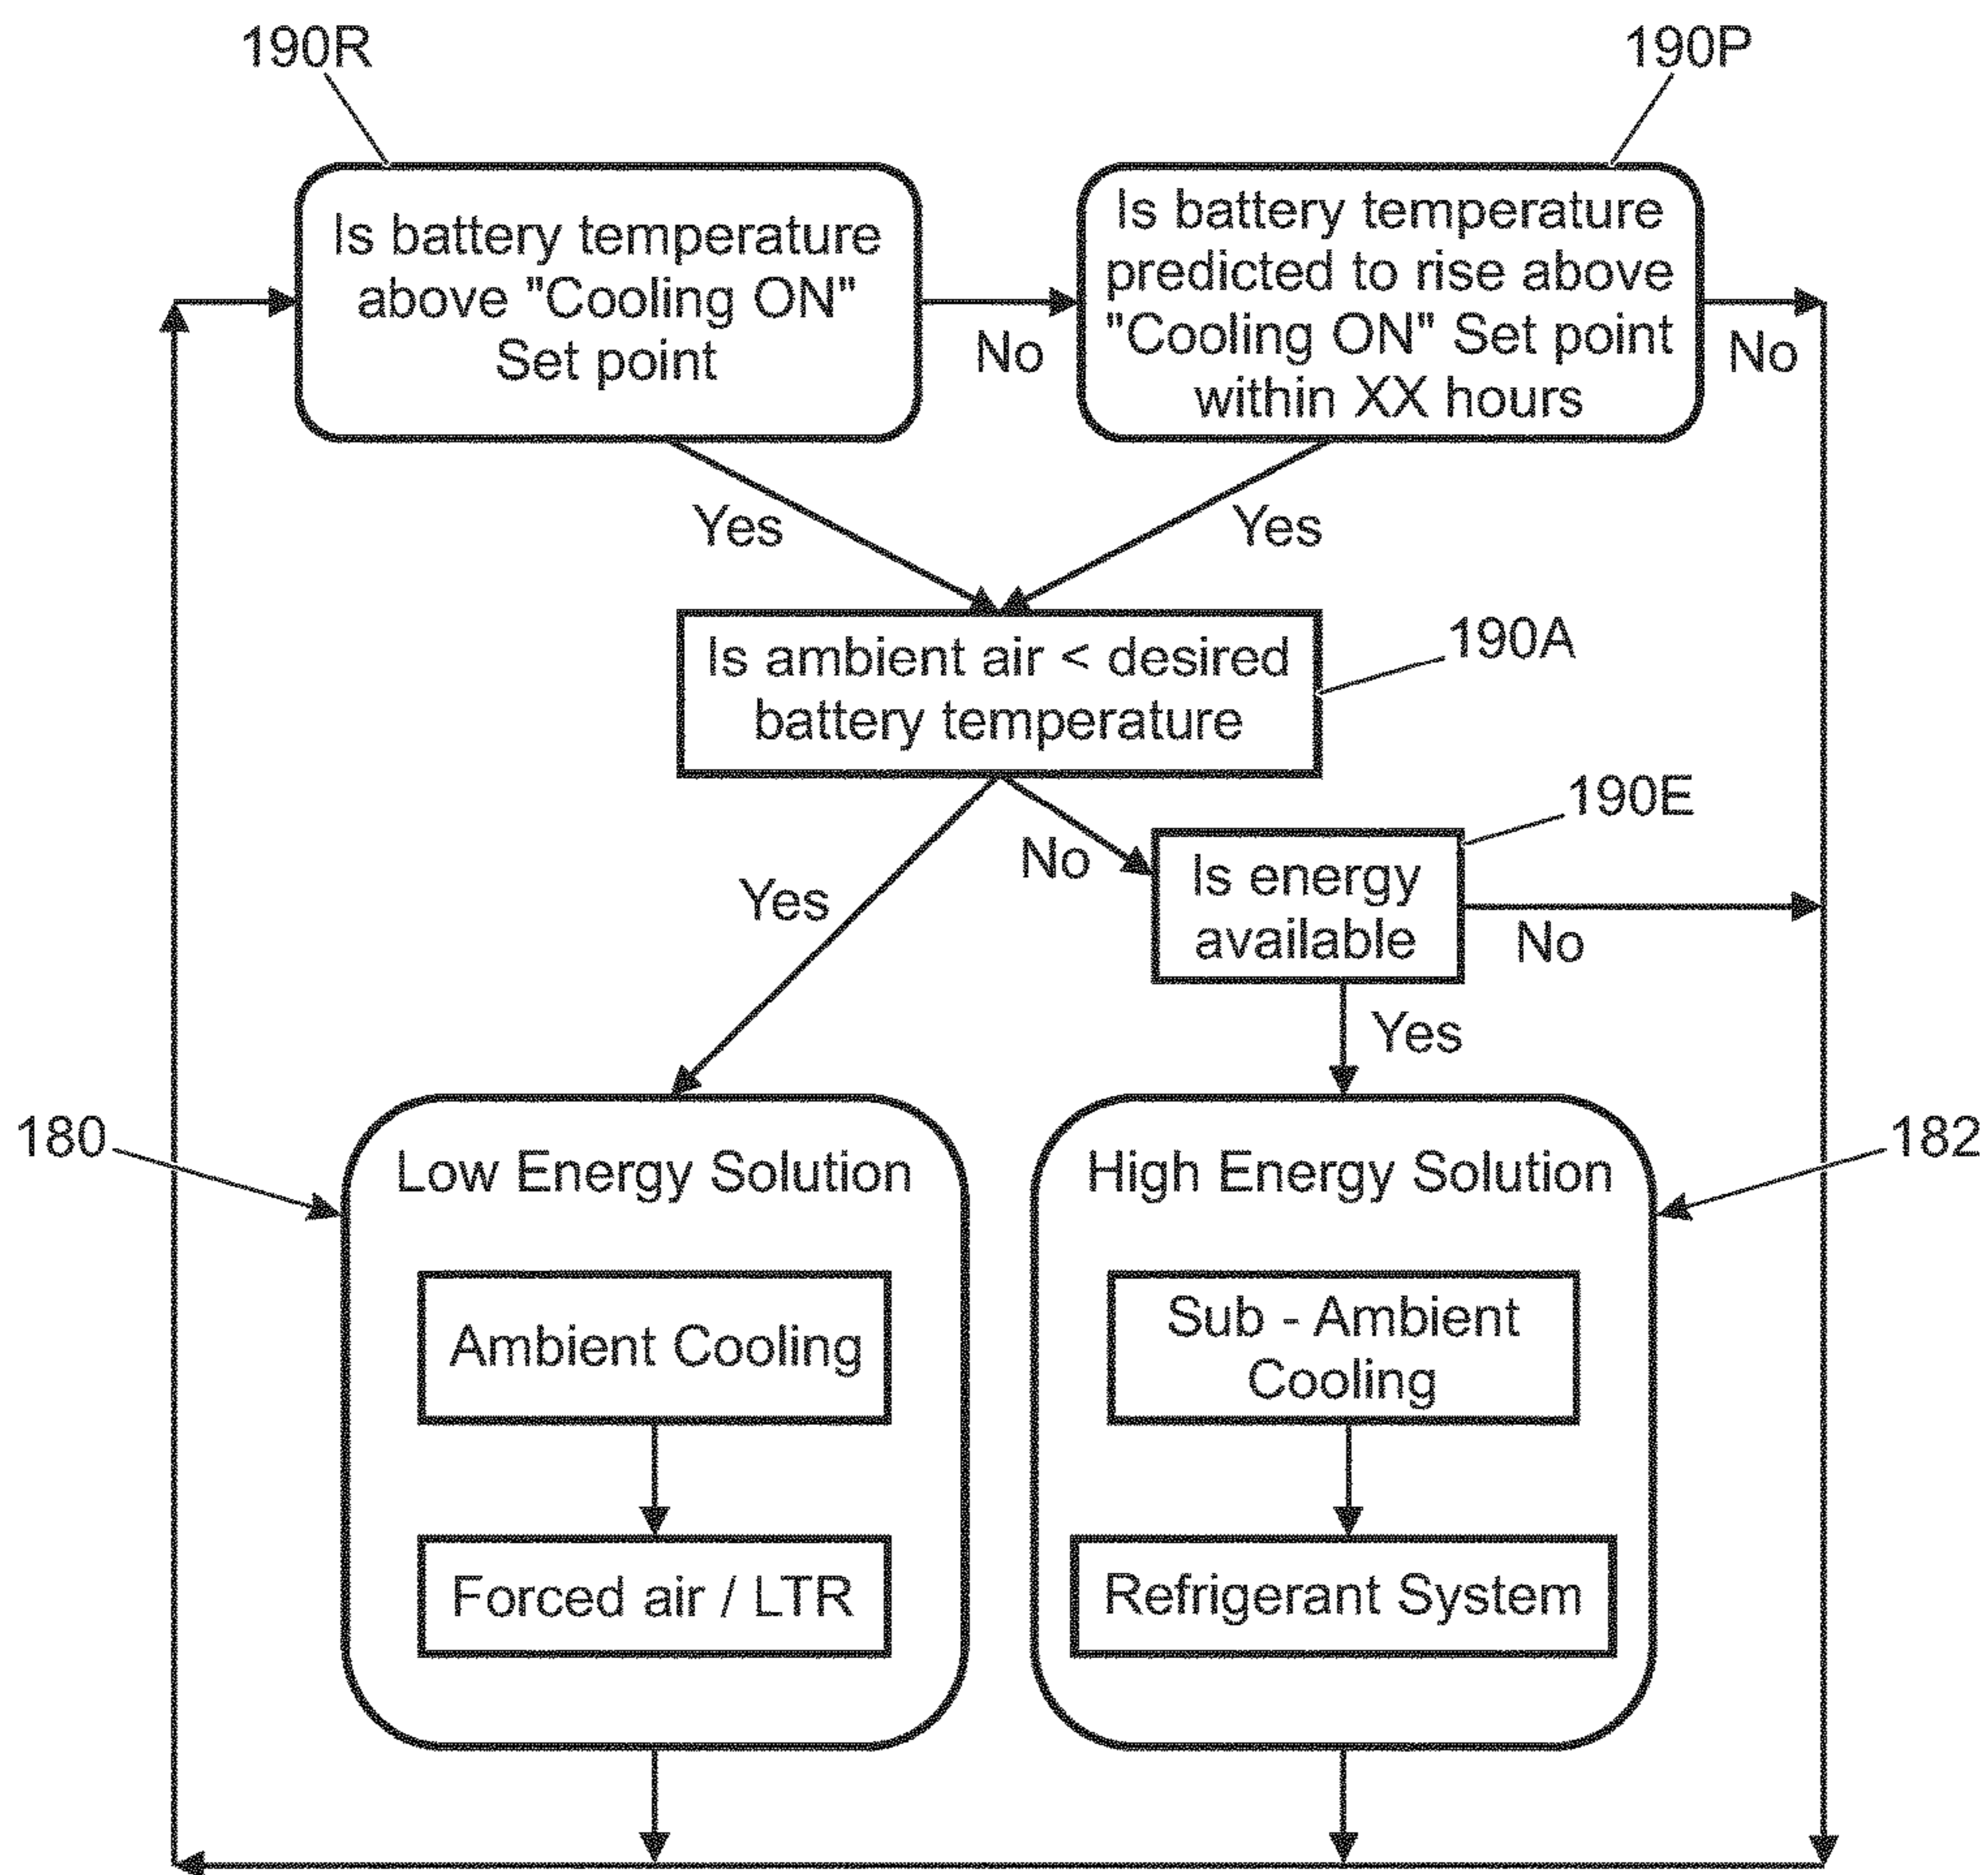 190R
190P
Is battery temperature
above "Cooling ON"
Set point
Is battery temperature
predicted to rise above
"Cooling ON" Set point
within XX hours
No
No
Yes
Yes
Is ambient air < desired
battery temperature
190A
190E
No
Is energy
available
Yes
No
Yes
180
Low Energy Solution
High Energy Solution
182
Ambient Cooling
Sub - Ambient
Cooling
Forced air / LTR
Refrigerant System